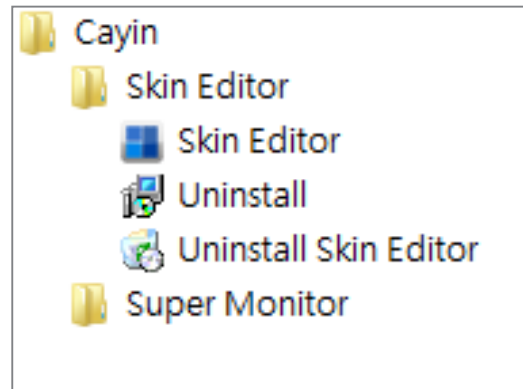 Cayin
Skin Editor
Skin Editor
Uninstall
Uninstall Skin Editor
Super Monitor